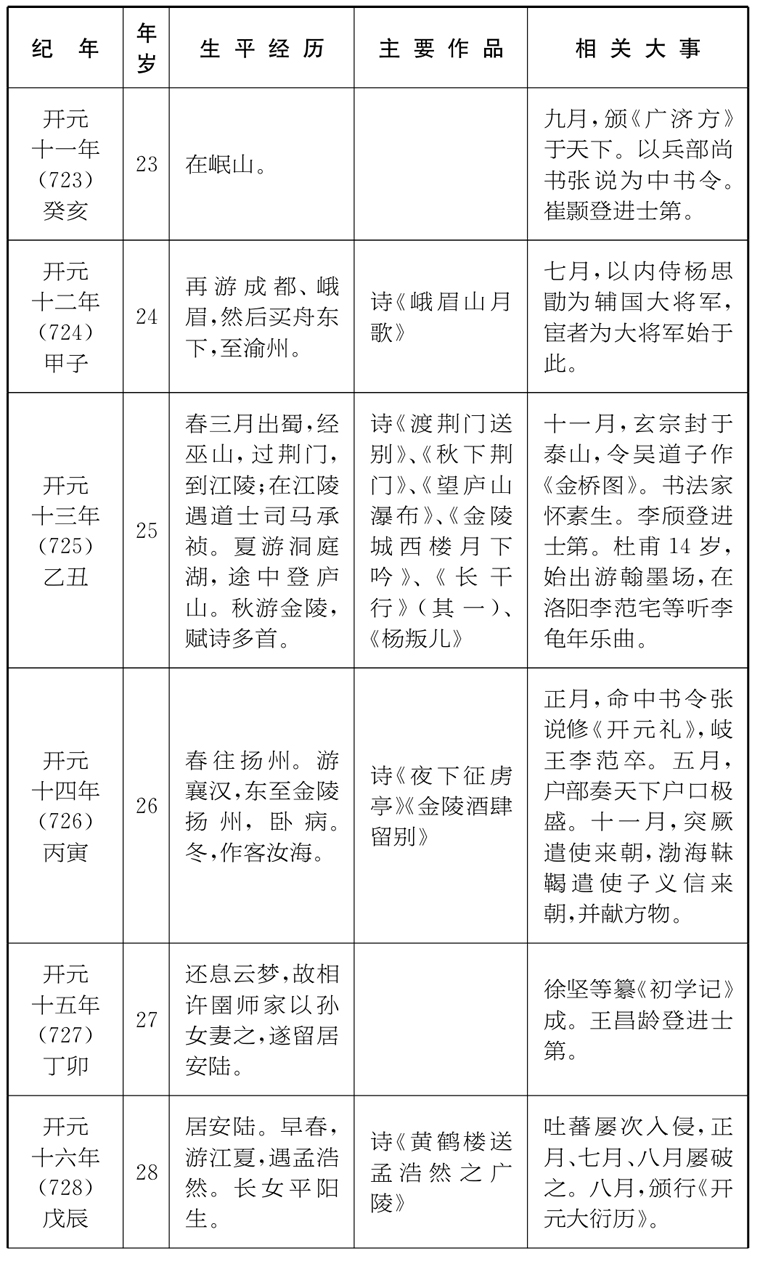 纪 年
年岁
生平经历
主要作品
相关大事
开元
十一年
（723）
癸亥
23
在岷山。
九月，颁《广济方》
于天下。以兵部尚
书张说为中书令。
崔颢登进士第。
开元
十二年
（724）
甲子
24
再游成都、峨
眉，然后买舟东
下，至渝州。
诗《峨眉山月
歌》
七月，以内侍杨思
勖为辅国大将军，
宦者为大将军始于
此。
开元
十三年
（725）
乙丑
25
春三月出蜀，经
巫山，过荆门，
到江陵；在江陵
遇道士司马承
祯。夏游洞庭
湖，途中登庐
山。秋游金陵，
赋诗多首。
诗《渡荆门送
别》、《秋下荆
门》、《望庐山
瀑布》、《金陵
城西楼月下
吟》、《长干
行》（其一）、
《杨叛儿》
十一月，玄宗封于
泰山，令吴道子作
《金桥图》。书法家
怀素生。李颀登进
士第。杜甫14岁，
始出游翰墨场，在
洛阳李范宅等听李
龟年乐曲。
开元
十四年
（726）
丙寅
26
春往扬州。游
襄汉，东至金陵
扬州，卧病。
冬，作客汝海。
诗《夜下征虏
亭》《金陵酒肆
留别》
正月，命中书令张
说修《开元礼》，岐
王李范卒。五月，
户部奏天下户口极
盛。十一月，突厥
遣使来朝，渤海靺
鞨遣使子义信来
朝，并献方物。
开元
十五年
（727）
丁卯
27
还息云梦，故相
许圉师家以孙
女妻之，遂留居
安陆。
徐坚等纂《初学记》
成。王昌龄登进士
第。
开元
十六年
（728）
戊辰
28
居安陆。早春，
游江夏，遇孟浩
然。长女平阳
生。
诗《黄鹤楼送
孟浩然之广
陵》
吐蕃屡次入侵，正
月、七月、八月屡破
之。八月，颁行《开
元大衍历》。